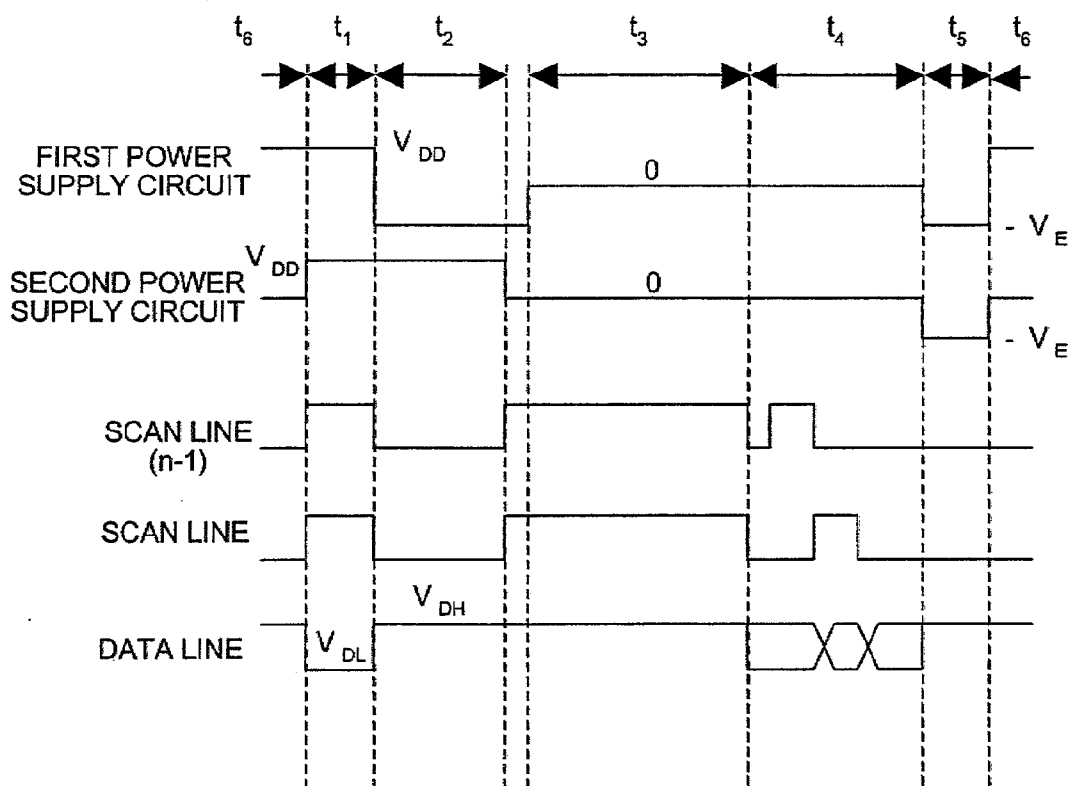 t6 t1 t2 t3 t4 t5 t6
FIRST POWER
SUPPLY CIRCUIT
VDD
0
- VE
VDD
SECOND POWER
SUPPLY CIRCUIT
0
- VE
SCAN LINE
(n-1)
SCAN LINE
VDH
DATA LINE
VDL